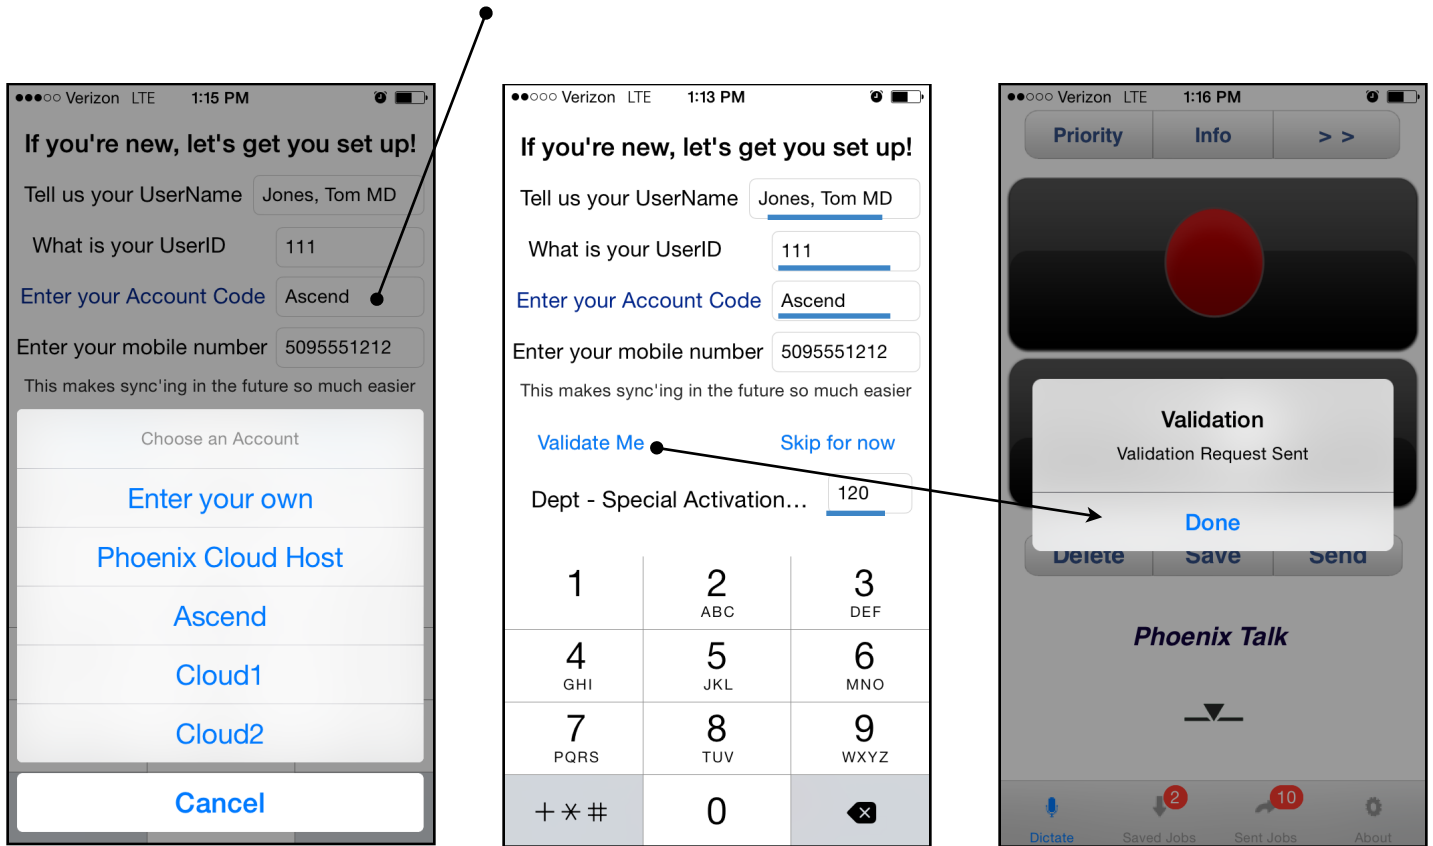 ●●●○○ Verizon LTE 1:15 PM
If you're new, let's get you set up!
Tell us your UserName Jones, Tom MD
What is your UserID 111
Enter your Account Code Ascend
Enter your mobile number 5095551212
This makes sync'ing in the future so much easier
Choose an Account
Enter your own
Phoenix Cloud Host
Ascend
Cloud1
Cloud2
Cancel
●●○○○ Verizon LTE 1:13 PM
If you're new, let's get you set up!
Tell us your UserName Jones, Tom MD
What is your UserID 111
Enter your Account Code Ascend
Enter your mobile number 5095551212
This makes sync'ing in the future so much easier
Validate Me Skip for now
Dept - Special Activation... 120
1 2 3
ABC DEF
4 5 6
GHI JKL MNO
7 8 9
PQRS TUV WXYZ
+*# 0
●●○○○ Verizon LTE 1:16 PM
Priority Info > >
Validation
Validation Request Sent
Done
Delete Save Send
Phoenix Talk
2 10
Dictate Saved Jobs Sent Jobs About